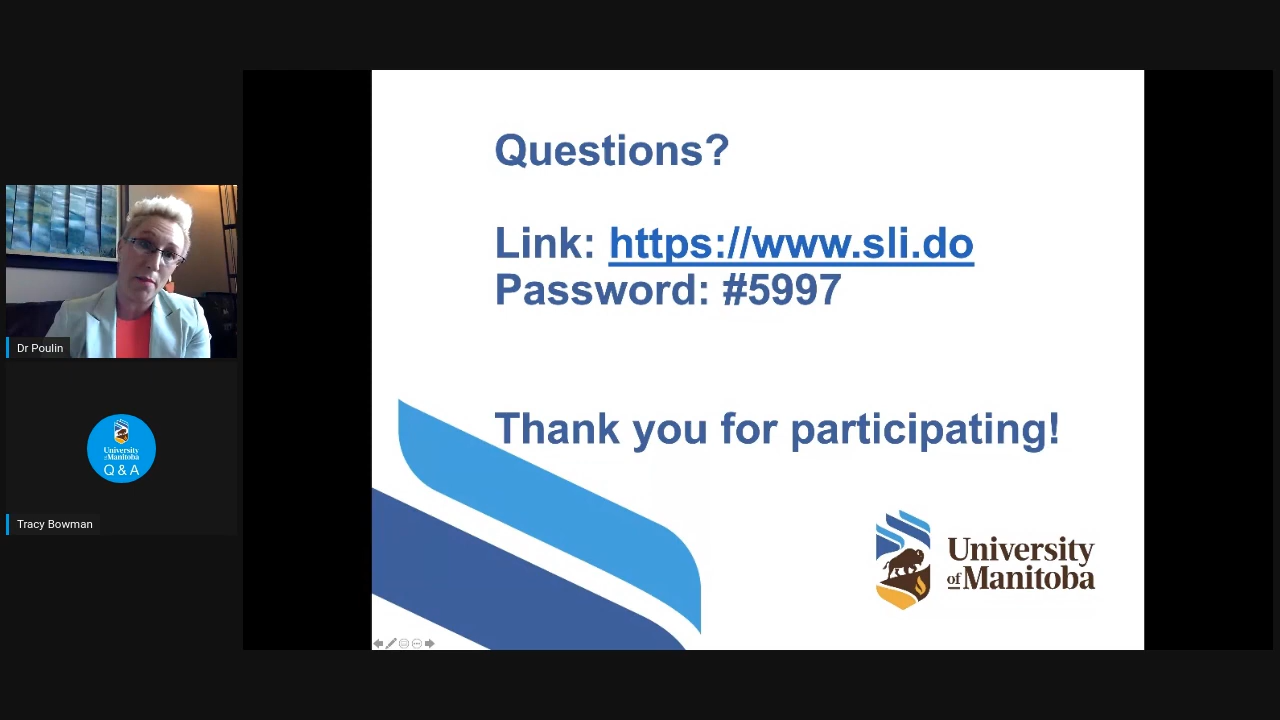 Questions?
Link: https://www.sli.do
Password: #5997
Thank you for participating!
University
of Manitoba
Dr Poulin
University
of Manitoba
Q & A
Tracy Bowman